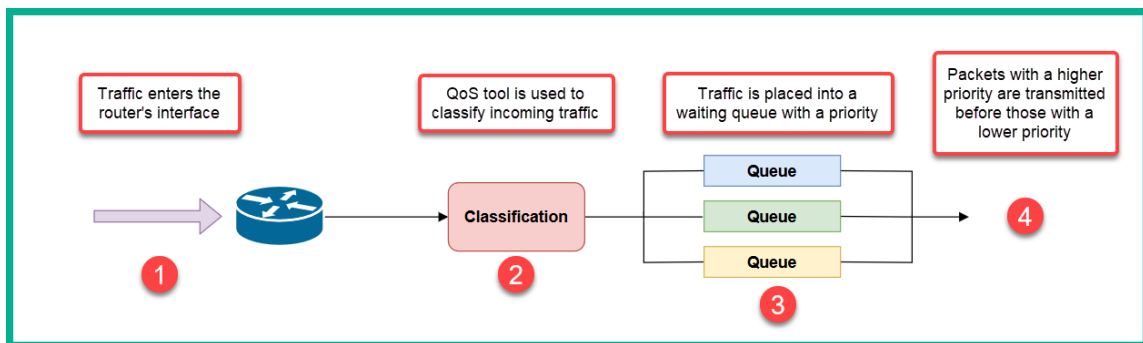 Traffic enters the
router's interface
QoS tool is used to
classify incoming traffic
Traffic is placed into a
waiting queue with a priority
Packets with a higher
priority are transmitted
before those with a
lower priority
Classification
Queue
Queue
Queue
1
2
3
4